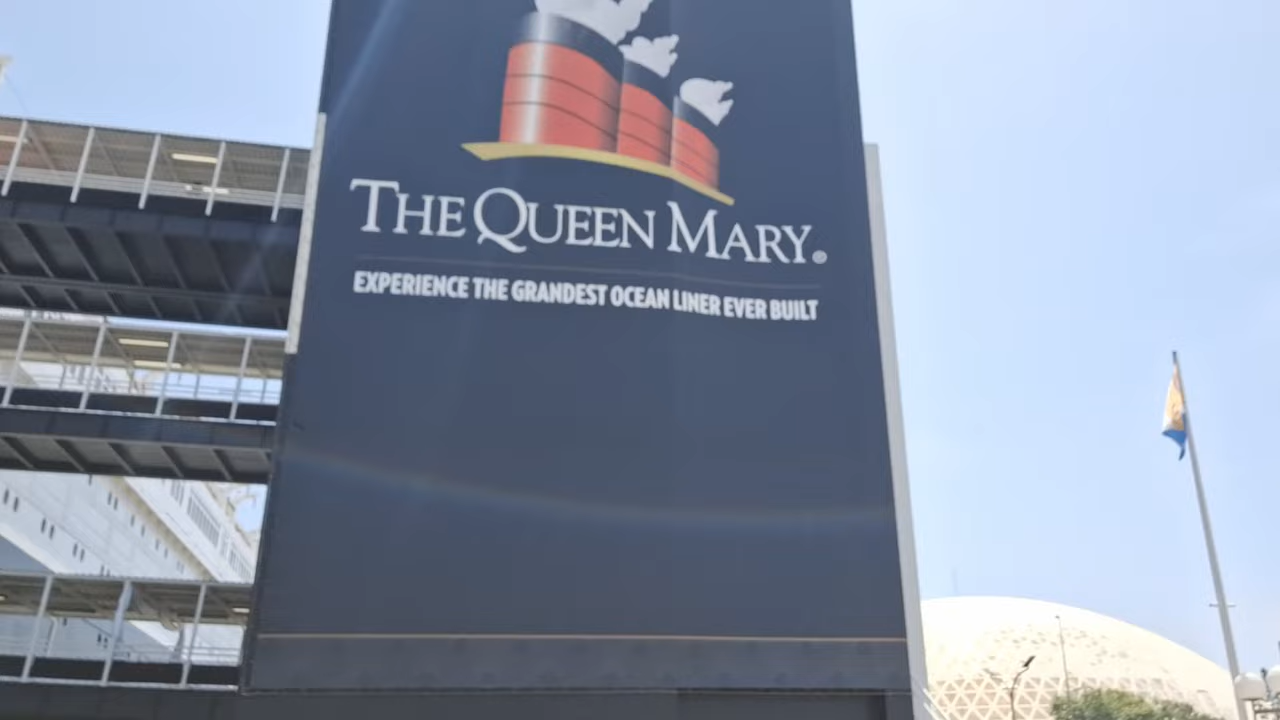 THE QUEEN MARY®
EXPERIENCE THE GRANDEST OCEAN LINER EVER BUILT